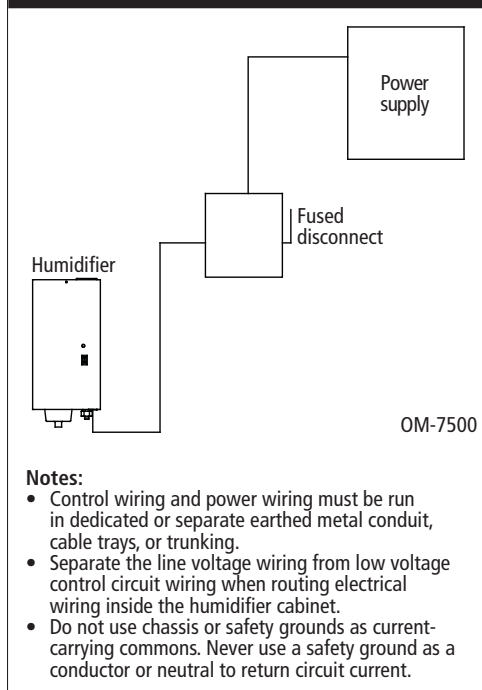 Power
supply
Fused
disconnect
Humidifier
OM-7500
Notes:
• Control wiring and power wiring must be run
in dedicated or separate earthed metal conduit,
cable trays, or trunking.
• Separate the line voltage wiring from low voltage
control circuit wiring when routing electrical
wiring inside the humidifier cabinet.
• Do not use chassis or safety grounds as current-
carrying commons. Never use a safety ground as a
conductor or neutral to return circuit current.